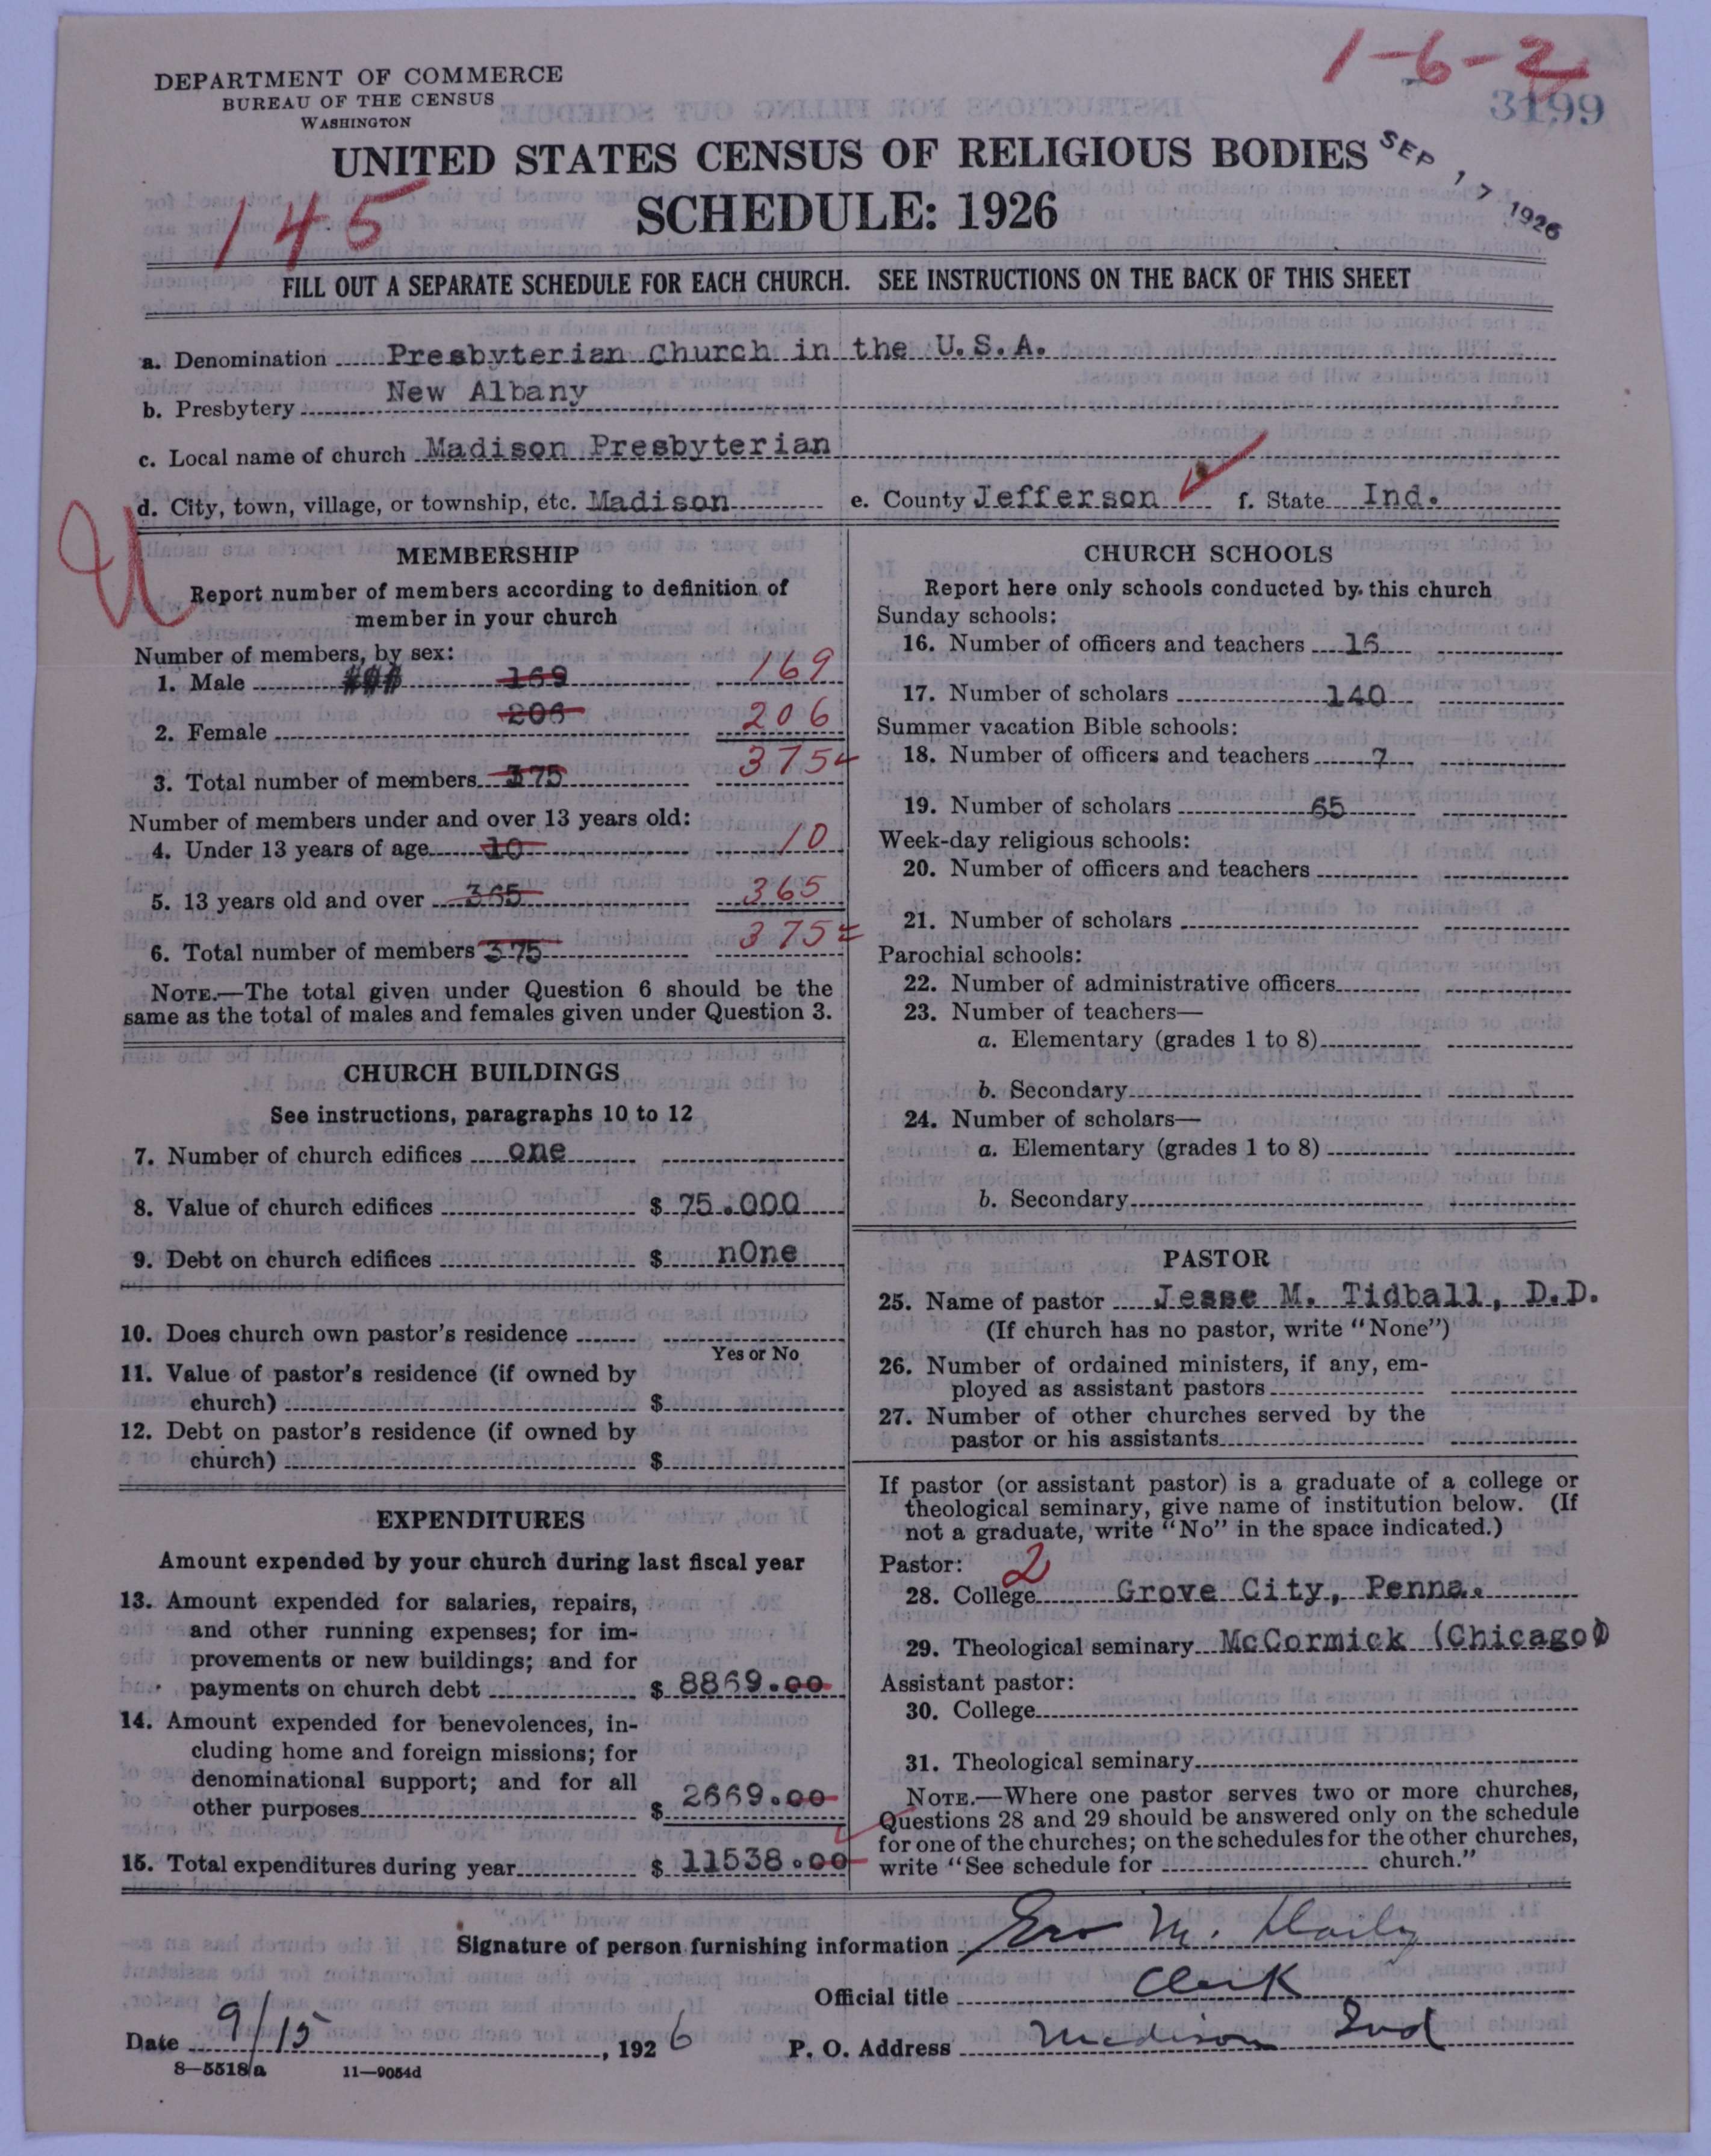 1-6-2
3199
DEPARTMENT OF COMMERCE
BUREAU OF THE CENSUS
WASHINGTON
UNITED STATES CENSUS OF RELIGIOUS BODIES
SEP 17 1926
SCHEDULE: 1926
145
FILL OUT A SEPARATE SCHEDULE FOR EACH CHURCH. SEE INSTRUCTIONS ON THE BACK OF THIS SHEET
a. Denomination Presbyterian Church in the U.S.A.
b. Presbytery New Albany
c. Local name of church Madison Presbyterian
d. City, town, village, or township, etc. Madison e. County Jefferson f. State Ind.
MEMBERSHIP
Report number of members according to definition of
member in your church
Number of members, by sex:
1. Male 169 169
2. Female 206 206
3. Total number of members 375 375
Number of members under and over 13 years old:
4. Under 13 years of age 10 10
5. 13 years old and over 365 365
6. Total number of members 375 375
NOTE.—The total given under Question 6 should be the
same as the total of males and females given under Question 3.
CHURCH BUILDINGS
See instructions, paragraphs 10 to 12
7. Number of church edifices one
8. Value of church edifices $ 75.000
9. Debt on church edifices $ nOne
10. Does church own pastor's residence
Yes or No
11. Value of pastor's residence (if owned by
church) $
12. Debt on pastor's residence (if owned by
church) $
EXPENDITURES
Amount expended by your church during last fiscal year
13. Amount expended for salaries, repairs,
and other running expenses; for im-
provements or new buildings; and for
payments on church debt $ 8869.00
14. Amount expended for benevolences, in-
cluding home and foreign missions; for
denominational support; and for all
other purposes $ 2669.00
15. Total expenditures during year $ 11538.00
CHURCH SCHOOLS
Report here only schools conducted by this church
Sunday schools:
16. Number of officers and teachers 16
17. Number of scholars 140
Summer vacation Bible schools:
18. Number of officers and teachers 7
19. Number of scholars 65
Week-day religious schools:
20. Number of officers and teachers
21. Number of scholars
Parochial schools:
22. Number of administrative officers
23. Number of teachers—
a. Elementary (grades 1 to 8)
b. Secondary
24. Number of scholars—
a. Elementary (grades 1 to 8)
b. Secondary
PASTOR
25. Name of pastor Jesse M. Tidball, D.D.
(If church has no pastor, write "None")
26. Number of ordained ministers, if any, em-
ployed as assistant pastors
27. Number of other churches served by the
pastor or his assistants
If pastor (or assistant pastor) is a graduate of a college or
theological seminary, give name of institution below. (If
not a graduate, write "No" in the space indicated.)
Pastor: 2
28. College Grove City, Penna.
29. Theological seminary McCormick (Chicago)
Assistant pastor:
30. College
31. Theological seminary
NOTE.—Where one pastor serves two or more churches,
Questions 28 and 29 should be answered only on the schedule
for one of the churches; on the schedules for the other churches,
write "See schedule for church."
Signature of person furnishing information M.
Official title Clerk
Date 9/15, 1926 P. O. Address Madison Ind
8—5518a 11—9054d